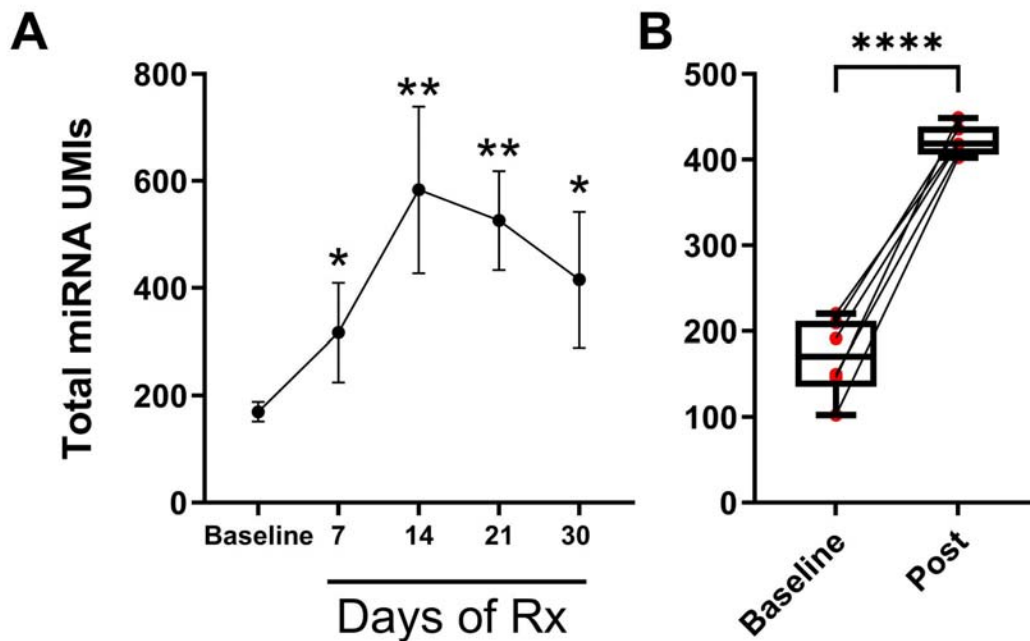 A
Total miRNA UMIs
800
600
400
200
0
*
**
**
*
Baseline 7 14 21 30
Days of Rx
B
****
500
400
300
200
100
0
Baseline
Post